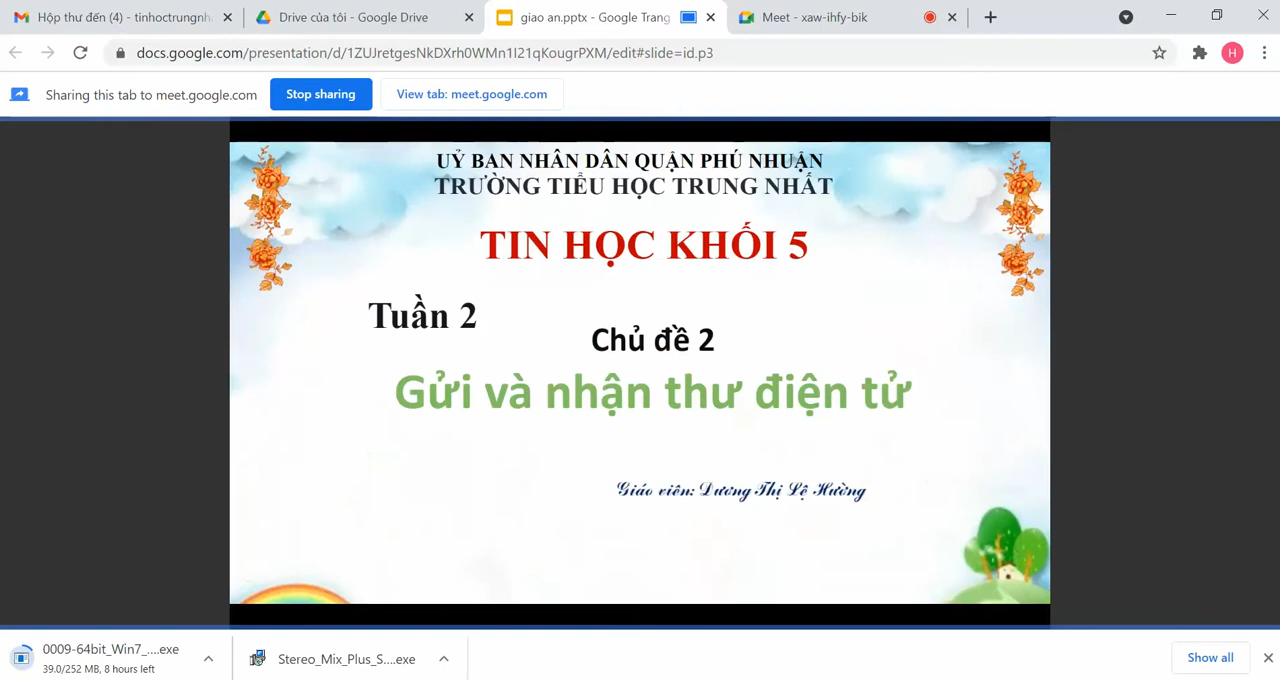 Hộp thư đến (4) - tinhoctrungnh
Drive của tôi - Google Drive
giao an.pptx - Google Trang
Meet - xaw-ihfy-bik
docs.google.com/presentation/d/1ZUJretgesNkDXrh0WMn1I21qKougrPXM/edit#slide=id.p3
H
Sharing this tab to meet.google.com
Stop sharing
View tab: meet.google.com
UỶ BAN NHÂN DÂN QUẬN PHÚ NHUẬN
TRƯỜNG TIỂU HỌC TRUNG NHẤT
TIN HỌC KHỐI 5
Tuần 2
Chủ đề 2
Gửi và nhận thư điện tử
Giáo viên: Dương Thị Lệ Hường
0009-64bit_Win7_....exe
39.0/252 MB, 8 hours left
Stereo_Mix_Plus_S....exe
Show all